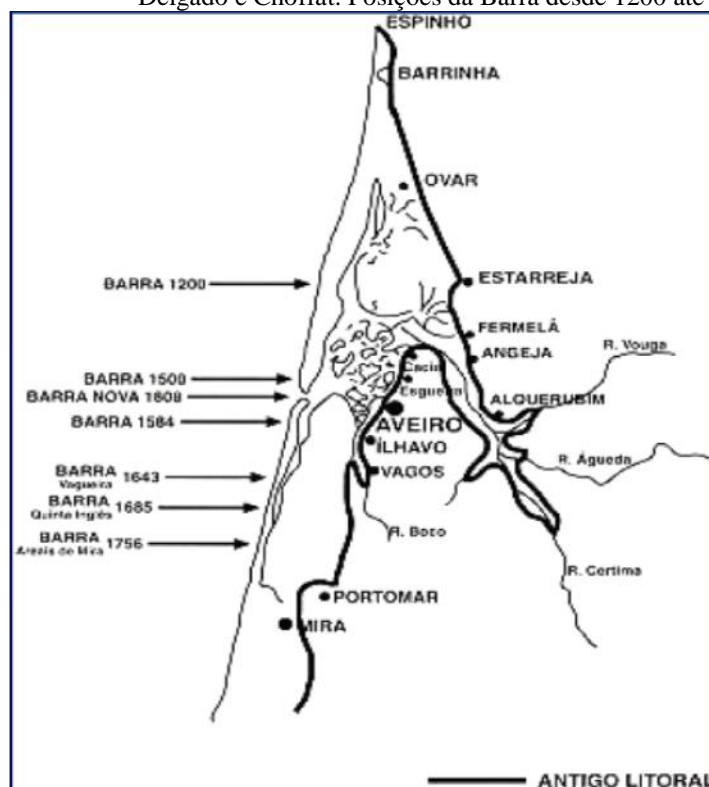 Delgado e Choffat. Posições da Barra desde 1200 até
ESPINHO
BARRINHA
OVAR
BARRA 1200
ESTARREJA
FERMELÃ
R. Vouga
ANGEJA
Cacia
BARRA 1500
Esgueira
BARRA NOVA 1808
ALQUERUBIM
BARRA 1584
AVEIRO
ÍLHAVO
R. Águeda
BARRA 1643
Vagueira
VAGOS
BARRA 1685
Quinta Inglês
R. Boco
BARRA 1756
Areais de Mira
R. Certima
PORTOMAR
MIRA
ANTIGO LITORAL